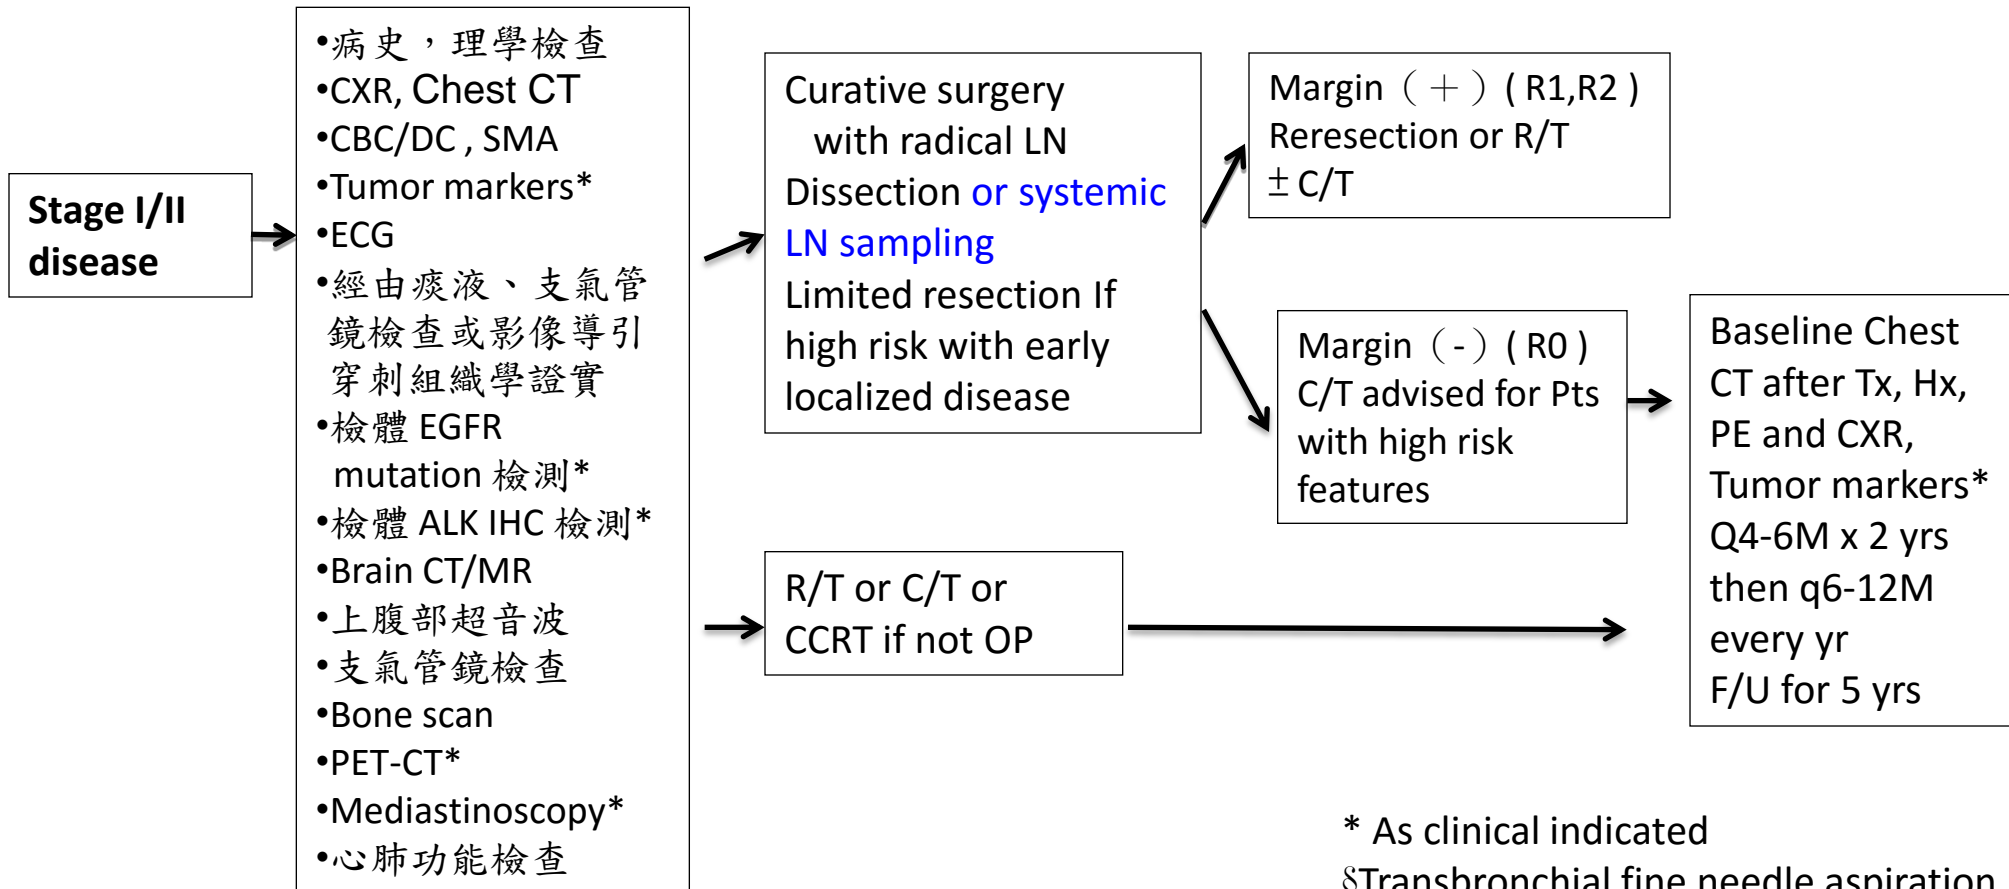 Stage I/II
disease
•病史，理學檢查
•CXR, Chest CT
•CBC/DC , SMA
•Tumor markers*
•ECG
•經由痰液、支氣管
鏡檢查或影像導引
穿刺組織學證實
•檢體 EGFR
mutation 檢測*
•檢體 ALK IHC 檢測*
•Brain CT/MR
•上腹部超音波
•支氣管鏡檢查
•Bone scan
•PET-CT*
•Mediastinoscopy*
•心肺功能檢查
Curative surgery
with radical LN
Dissection or systemic
LN sampling
Limited resection If
high risk with early
localized disease
R/T or C/T or
CCRT if not OP
Margin（＋）( R1,R2 )
Reresection or R/T
± C/T
Margin（-）( R0 )
C/T advised for Pts
with high risk
features
Baseline Chest
CT after Tx, Hx,
PE and CXR,
Tumor markers*
Q4-6M x 2 yrs
then q6-12M
every yr
F/U for 5 yrs
* As clinical indicated
δTransbronchial fine needle aspiration